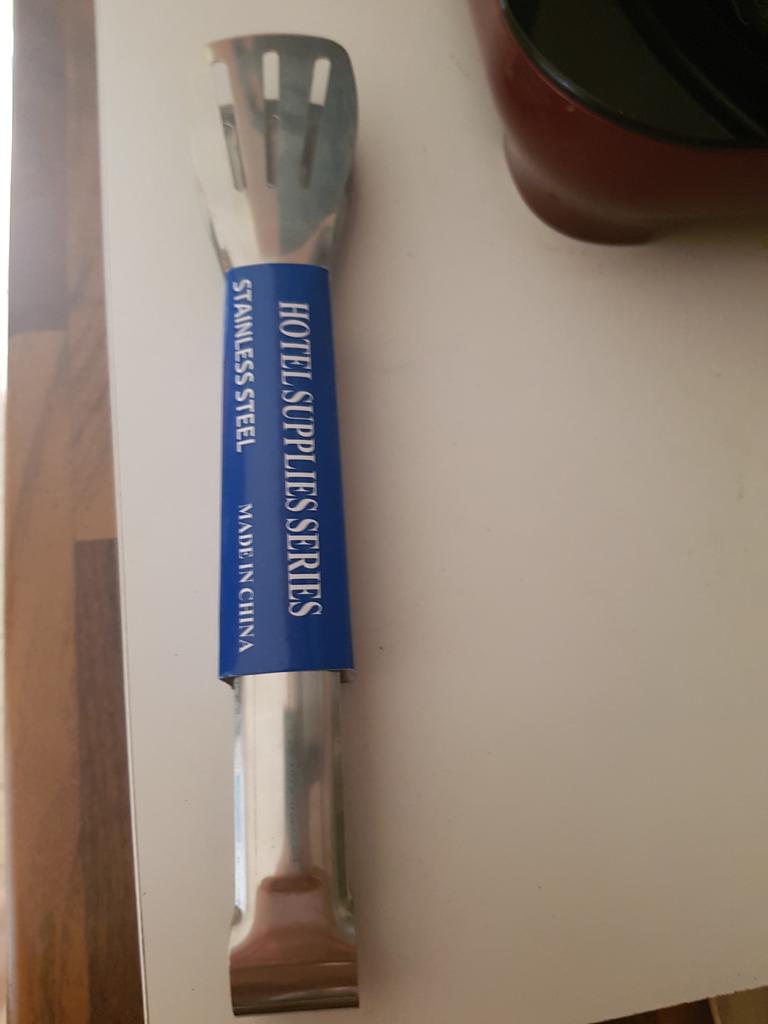 HOTEL SUPPLIES SERIES
STAINLESS STEEL MADE IN CHINA